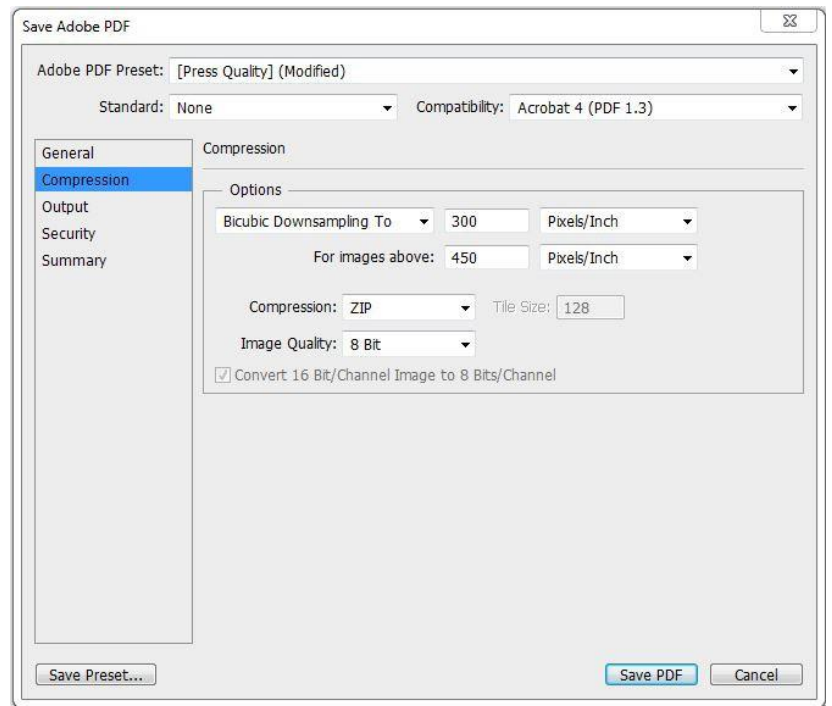 Save Adobe PDF
Adobe PDF Preset: [Press Quality] (Modified)
Standard: None Compatibility: Acrobat 4 (PDF 1.3)
General
Compression
Output
Security
Summary
Compression
Options
Bicubic Downsampling To 300 Pixels/Inch
For images above: 450 Pixels/Inch
Compression: ZIP Tile Size: 128
Image Quality: 8 Bit
Convert 16 Bit/Channel Image to 8 Bits/Channel
Save Preset... Save PDF Cancel